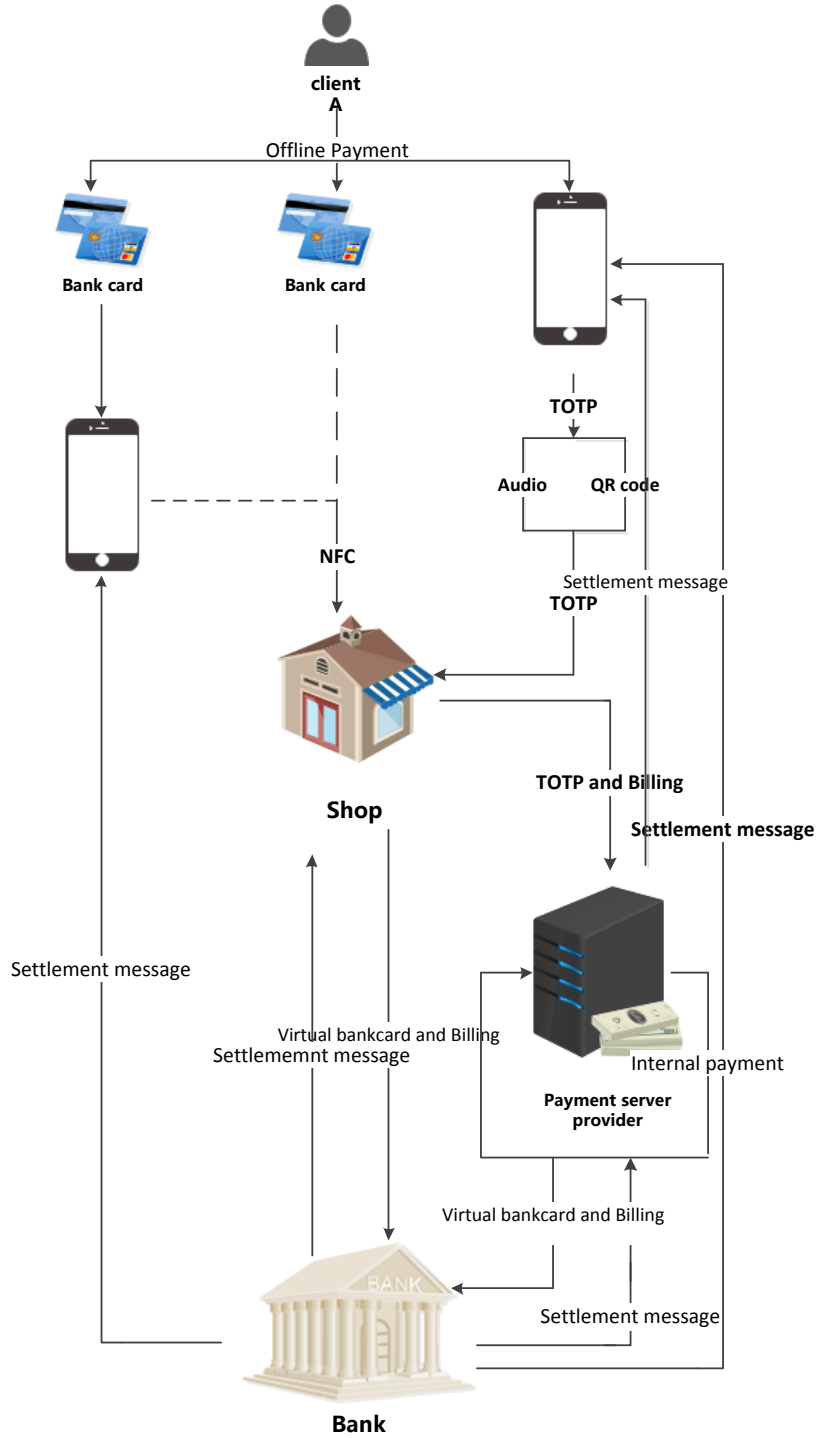 client
A
Offline Payment
Bank card
Bank card
TOTP
Audio
QR code
NFC
Settlement message
TOTP
TOTP and Billing
Shop
Settlement message
Settlement message
Virtual bankcard and Billing
Settlememnt message
Internal payment
Payment server
provider
Virtual bankcard and Billing
BANK
Settlement message
Bank